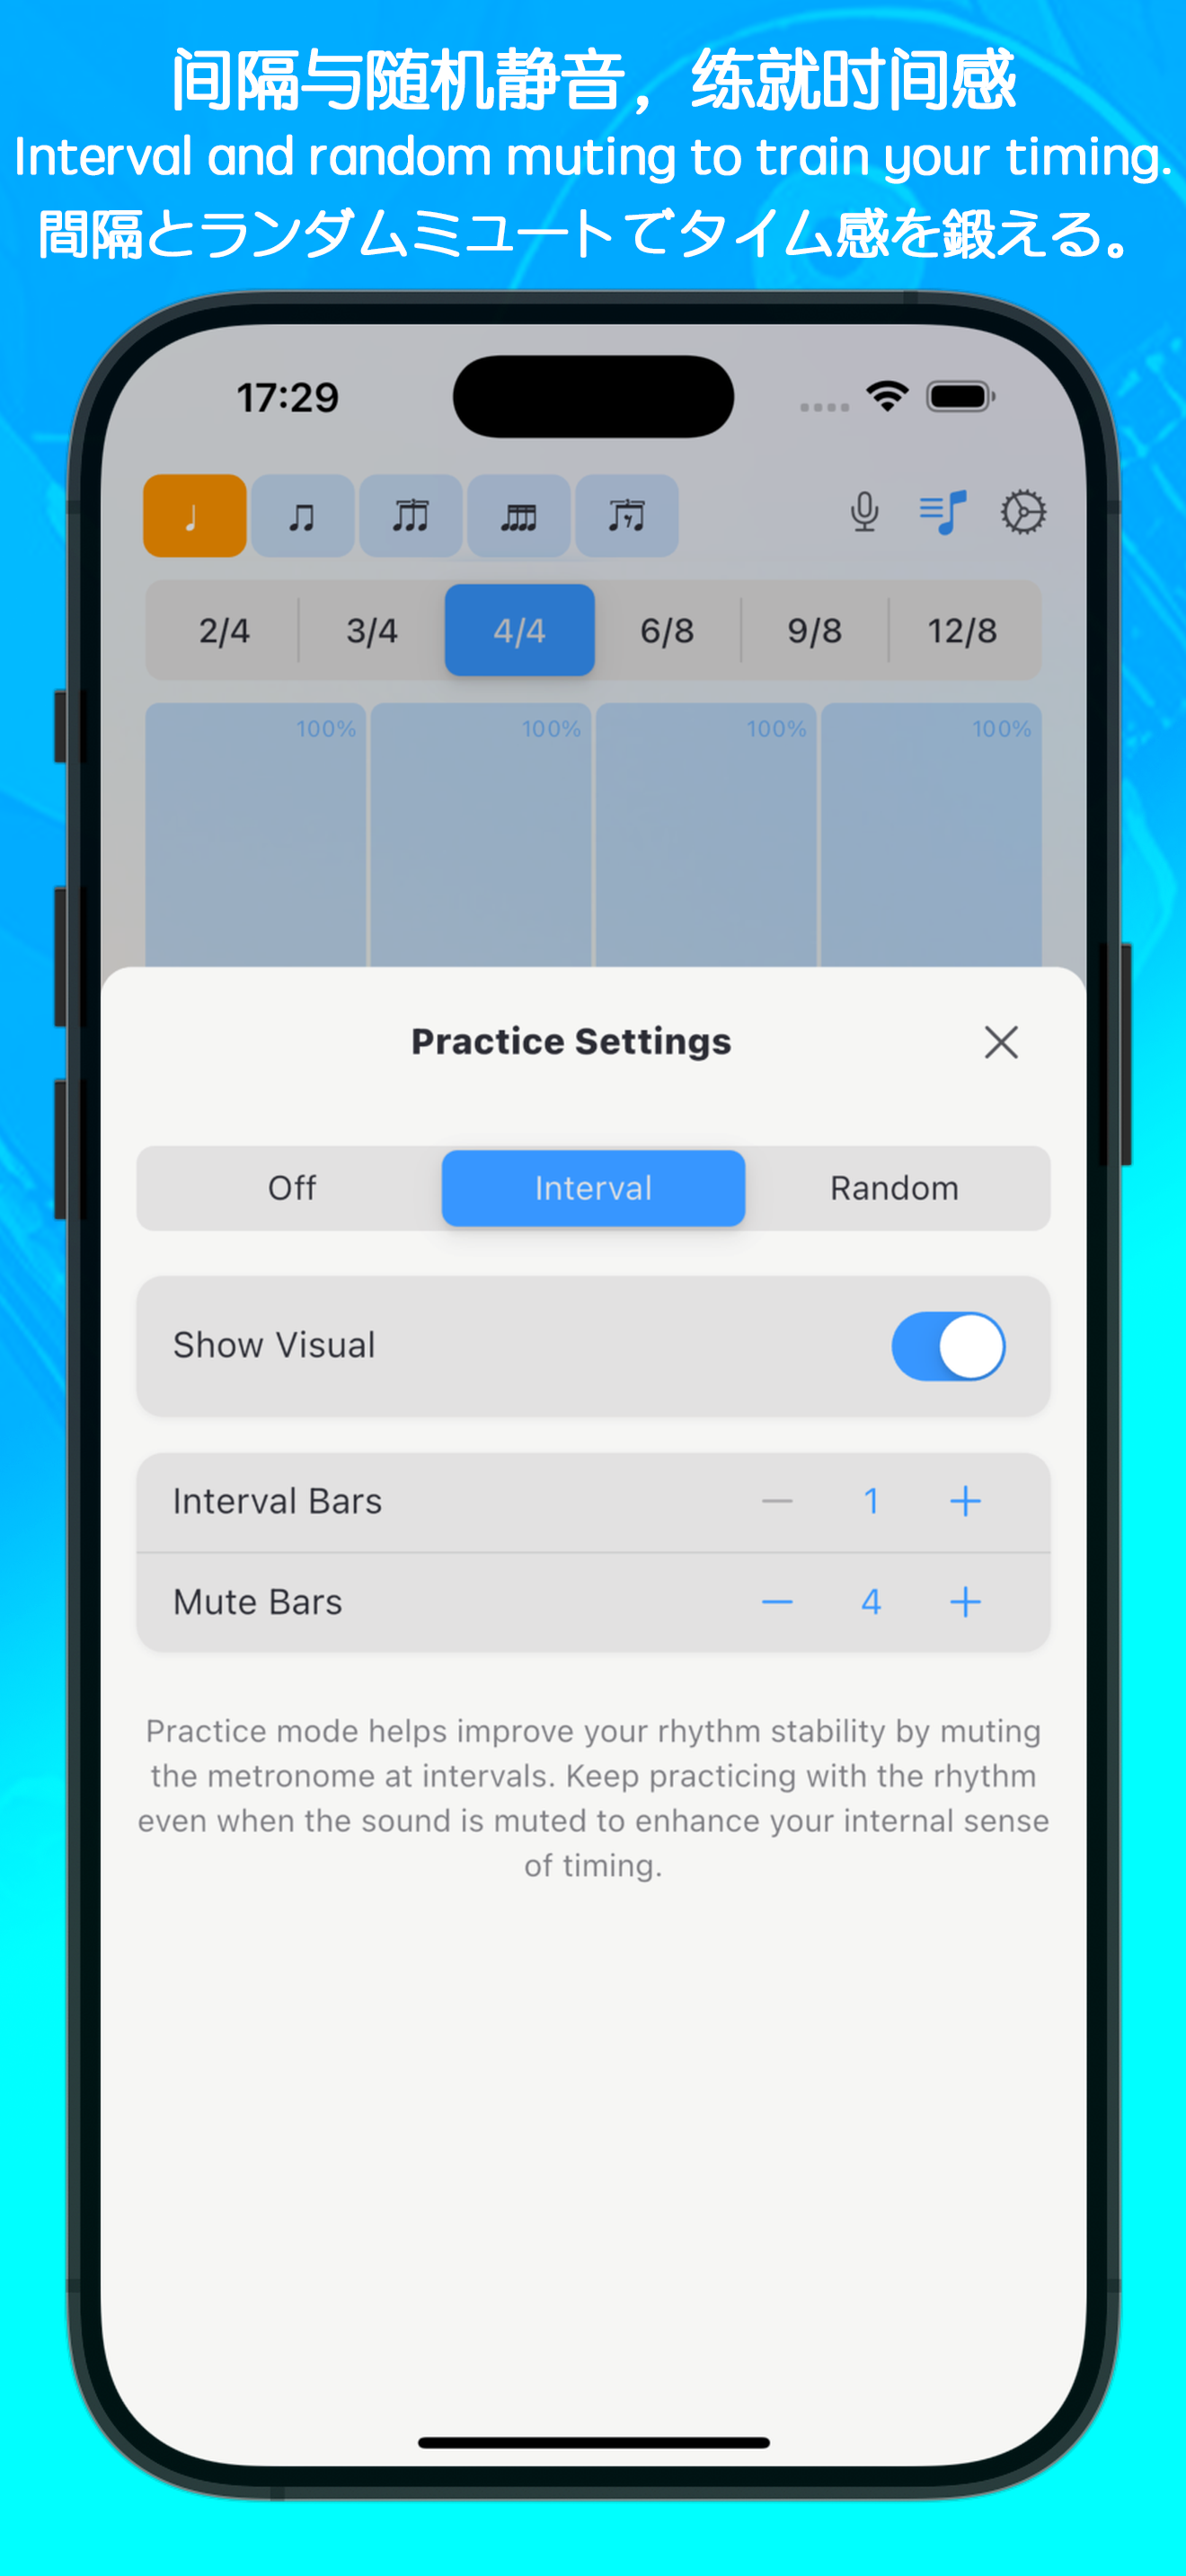 间隔与随机静音，练就时间感
Interval and random muting to train your timing.
間隔とランダムミュートでタイム感を鍛える。
17:29
2/4 3/4 4/4 6/8 9/8 12/8
100% 100% 100% 100%
Practice Settings
Off Interval Random
Show Visual
Interval Bars 1
Mute Bars 4
Practice mode helps improve your rhythm stability by muting
the metronome at intervals. Keep practicing with the rhythm
even when the sound is muted to enhance your internal sense
of timing.